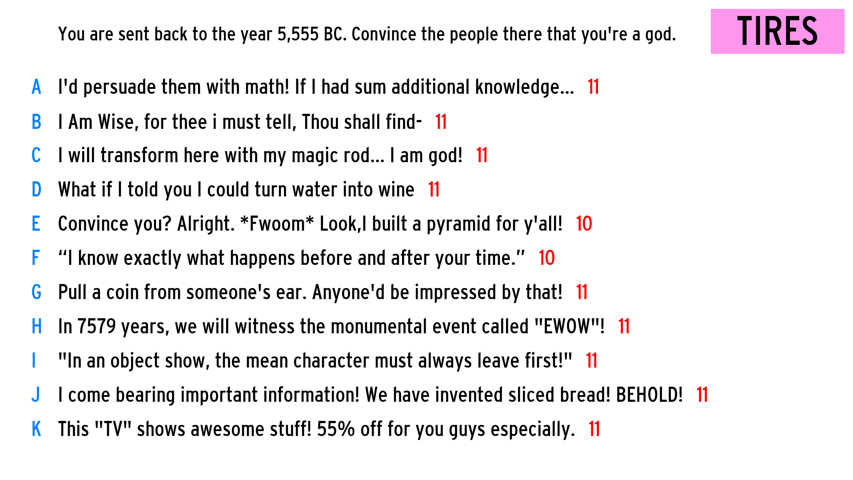 You are sent back to the year 5,555 BC. Convince the people there that you're a god.
TIRES
A I'd persuade them with math! If I had sum additional knowledge... 11
B I Am Wise, for thee i must tell, Thou shall find- 11
C I will transform here with my magic rod... I am god! 11
D What if I told you I could turn water into wine 11
E Convince you? Alright. *Fwoom* Look,I built a pyramid for y'all! 10
F “I know exactly what happens before and after your time.” 10
G Pull a coin from someone's ear. Anyone'd be impressed by that! 11
H In 7579 years, we will witness the monumental event called "EWOW"! 11
I "In an object show, the mean character must always leave first!" 11
J I come bearing important information! We have invented sliced bread! BEHOLD! 11
K This "TV" shows awesome stuff! 55% off for you guys especially. 11